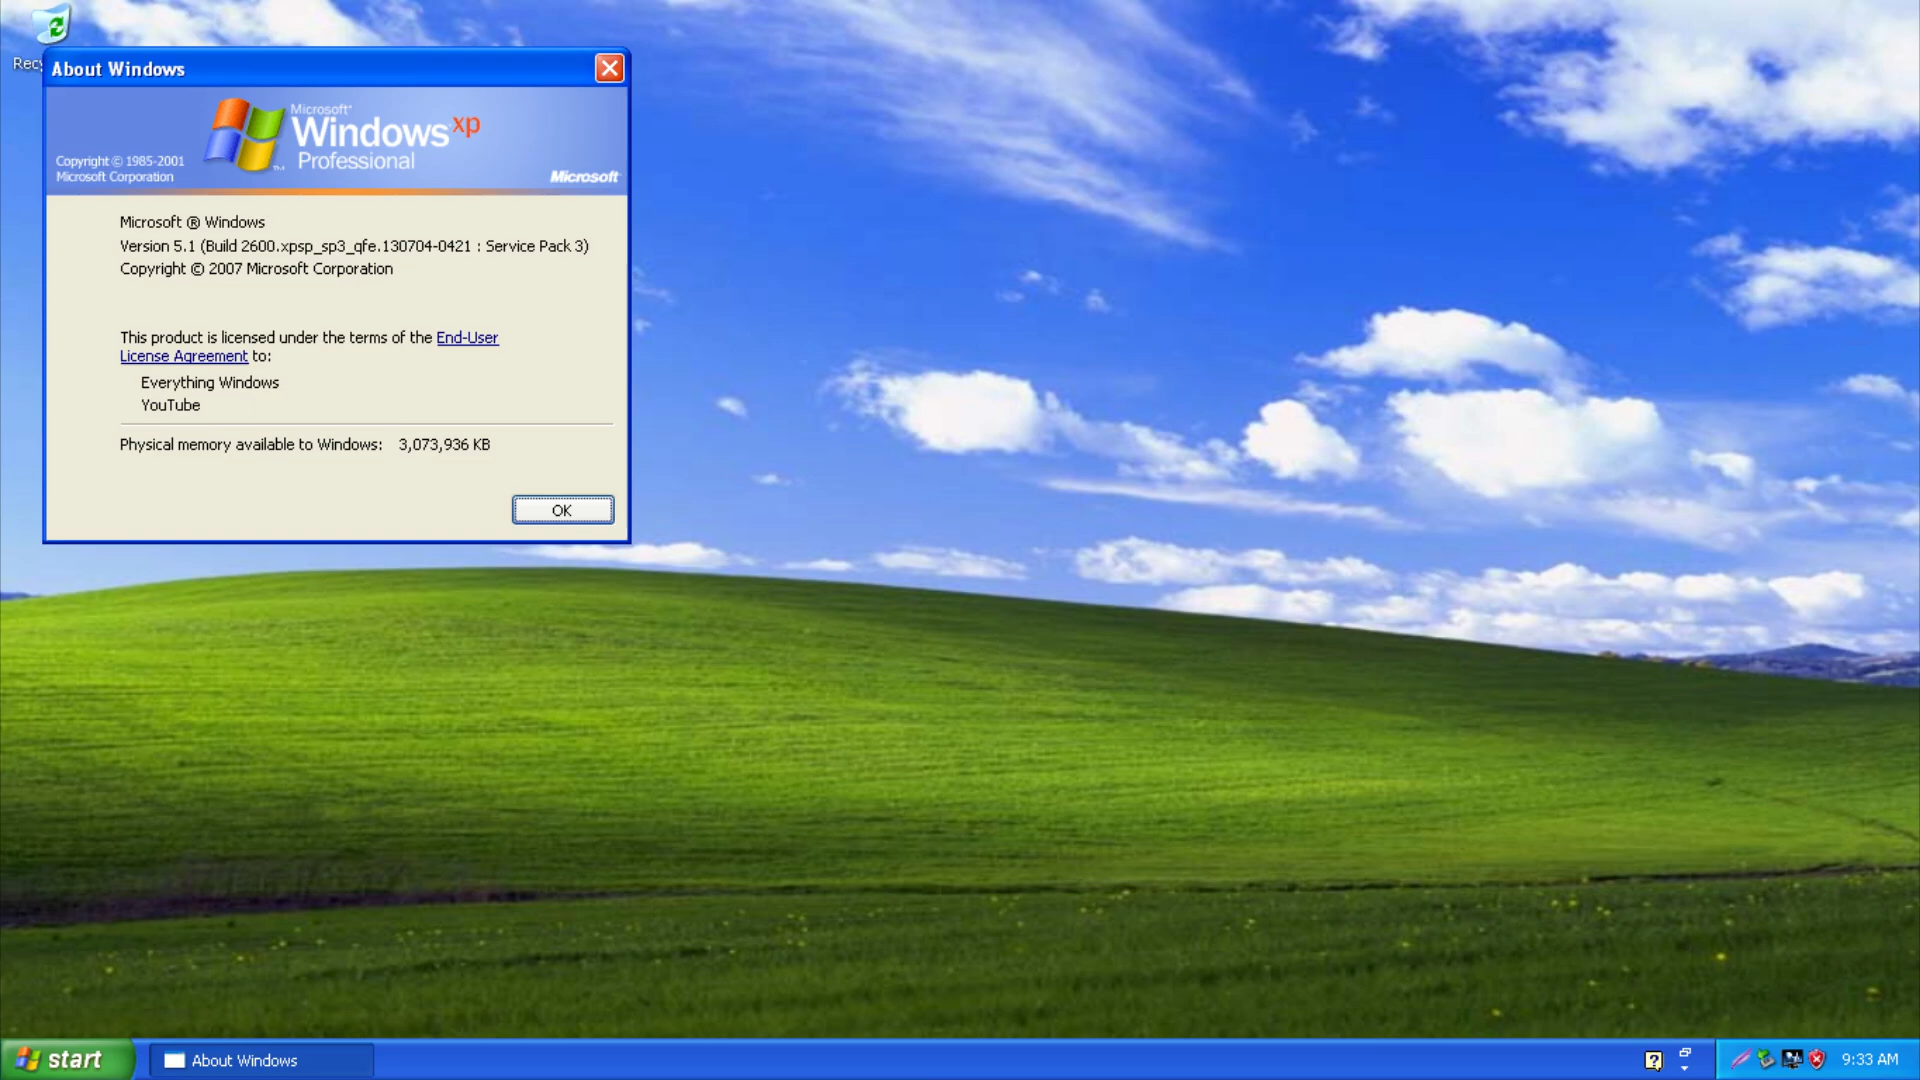 Recy
About Windows
Microsoft®
Windows xp
Professional
Copyright © 1985-2001
Microsoft Corporation
Microsoft
Microsoft ® Windows
Version 5.1 (Build 2600.xpsp_sp3_qfe.130704-0421 : Service Pack 3)
Copyright © 2007 Microsoft Corporation
This product is licensed under the terms of the End-User
License Agreement to:
Everything Windows
YouTube
Physical memory available to Windows: 3,073,936 KB
OK
start
About Windows
9:33 AM